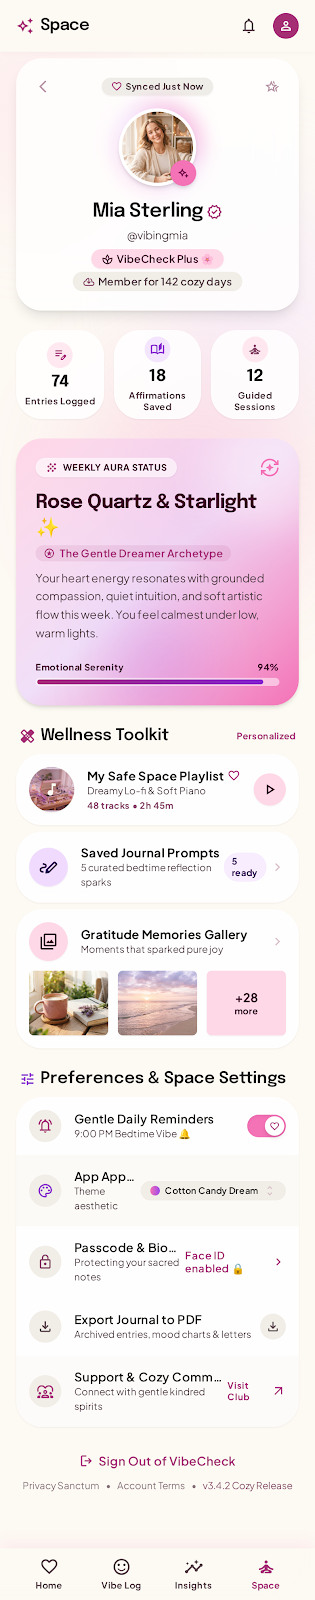 Space
Synced Just Now
Mia Sterling
@vibingmia
VibeCheck Plus 🌸
Member for 142 cozy days
74
Entries Logged
18
Affirmations
Saved
12
Guided
Sessions
WEEKLY AURA STATUS
Rose Quartz & Starlight
✨
The Gentle Dreamer Archetype
Your heart energy resonates with grounded
compassion, quiet intuition, and soft artistic
flow this week. You feel calmest under low,
warm lights.
Emotional Serenity
94%
Wellness Toolkit
Personalized
My Safe Space Playlist
Dreamy Lo-fi & Soft Piano
48 tracks • 2h 45m
Saved Journal Prompts
5 curated bedtime reflection
sparks
5
ready
Gratitude Memories Gallery
Moments that sparked pure joy
+28
more
Preferences & Space Settings
Gentle Daily Reminders
9:00 PM Bedtime Vibe 🔔
App App…
Theme
aesthetic
Cotton Candy Dream
Passcode & Bio…
Protecting your sacred
notes
Face ID
enabled 🔒
Export Journal to PDF
Archived entries, mood charts & letters
Support & Cozy Comm…
Connect with gentle kindred
spirits
Visit
Club
Sign Out of VibeCheck
Privacy Sanctum • Account Terms • v3.4.2 Cozy Release
Home
Vibe Log
Insights
Space